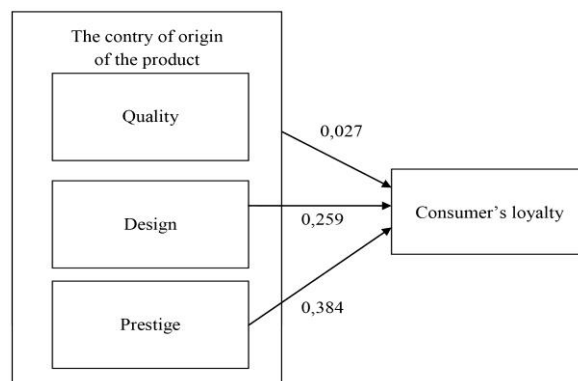 The contry of origin
of the product
Quality
0,027
Design
0,259
Consumer's loyalty
Prestige
0,384